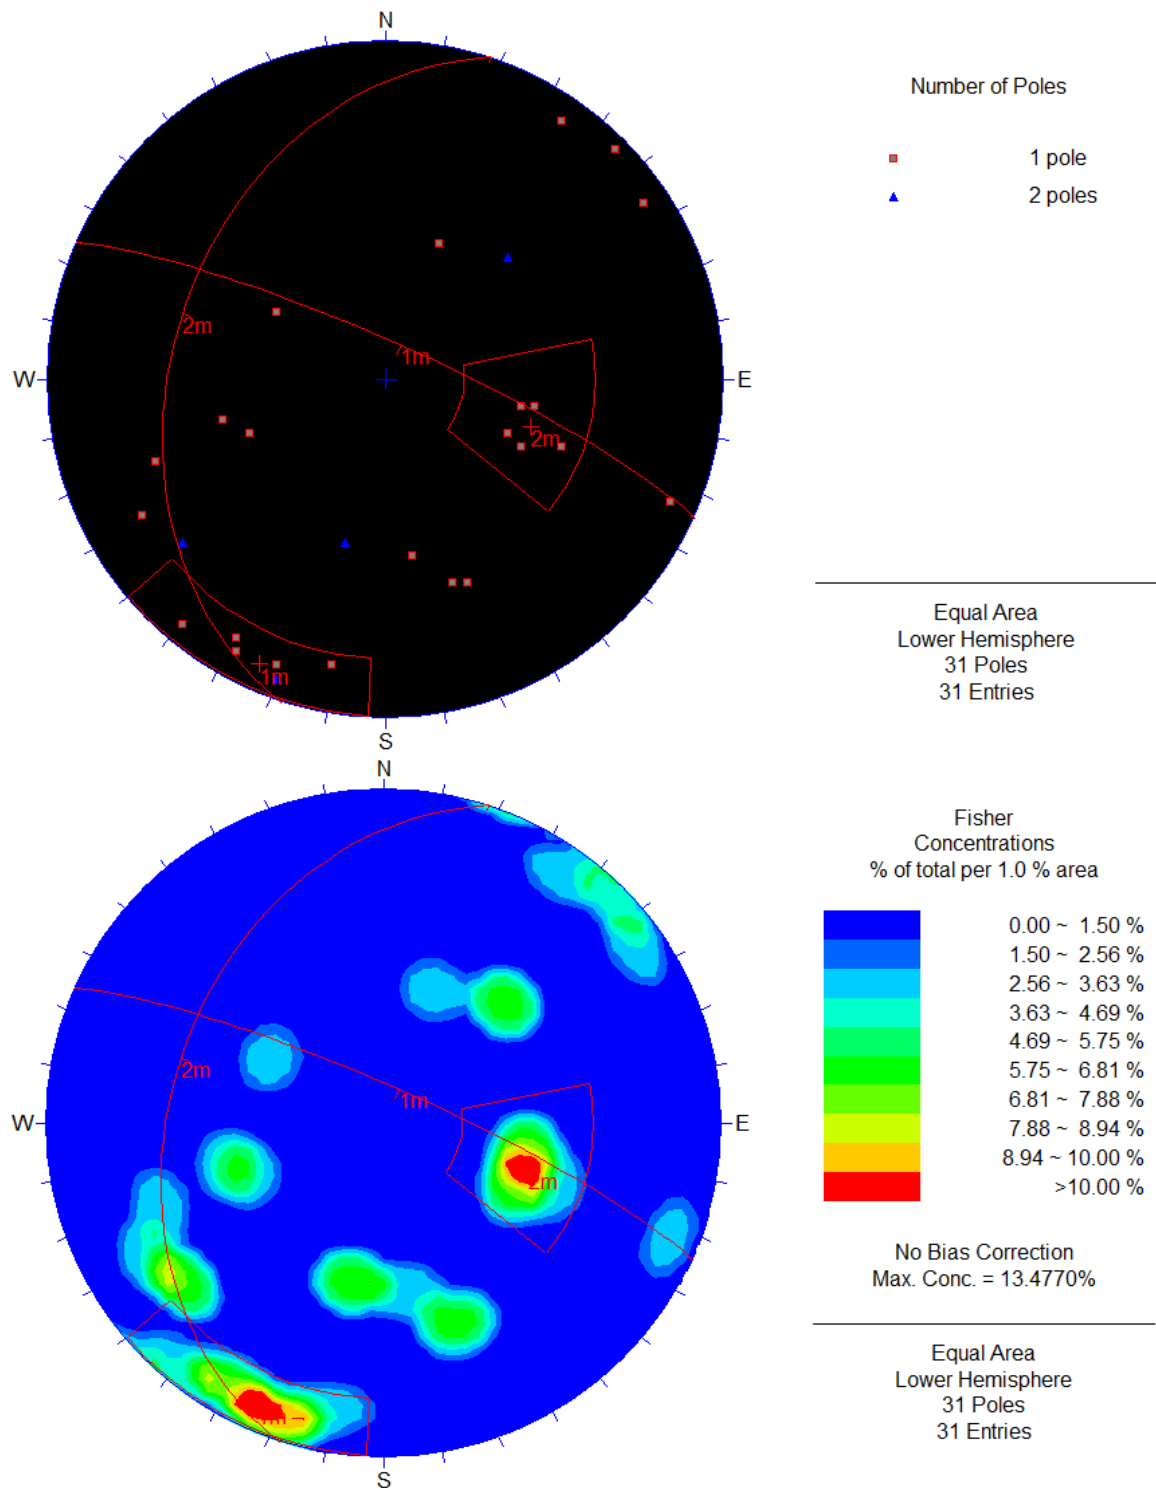 N
Number of Poles
1 pole
2 poles
2m
1m
W
E
2m
1m
S
Equal Area
Lower Hemisphere
31 Poles
31 Entries
N
Fisher
Concentrations
% of total per 1.0 % area
0.00 ~ 1.50 %
1.50 ~ 2.56 %
2.56 ~ 3.63 %
3.63 ~ 4.69 %
4.69 ~ 5.75 %
5.75 ~ 6.81 %
6.81 ~ 7.88 %
7.88 ~ 8.94 %
8.94 ~ 10.00 %
>10.00 %
2m
1m
W
E
2m
1m
S
No Bias Correction
Max. Conc. = 13.4770%
Equal Area
Lower Hemisphere
31 Poles
31 Entries